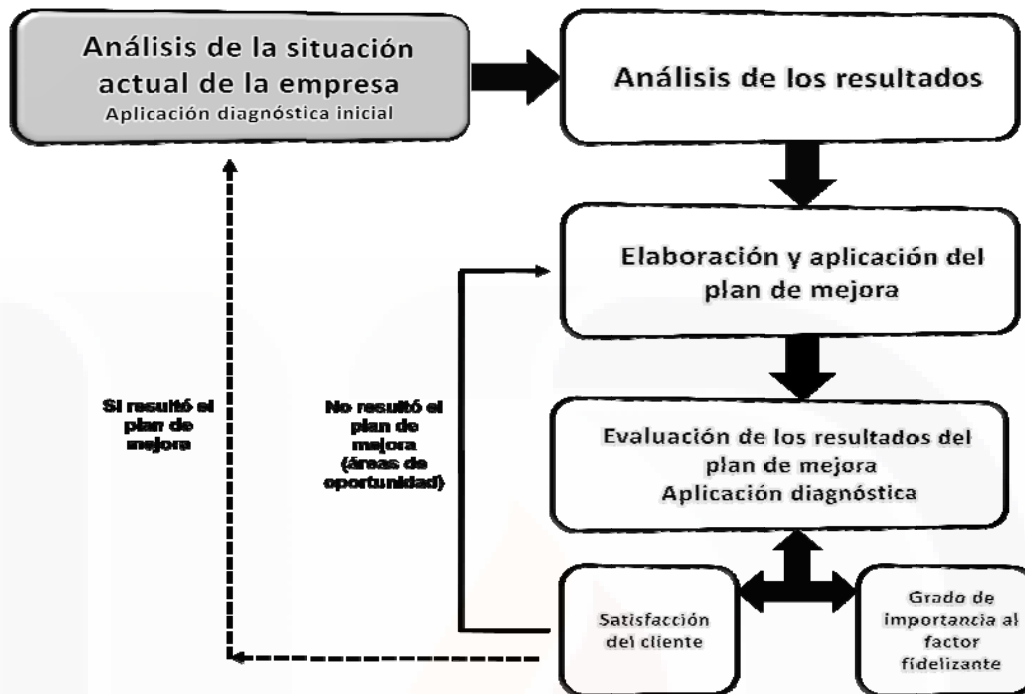 Análisis de la situación
actual de la empresa
Aplicación diagnóstica inicial
Análisis de los resultados
Elaboración y aplicación del
plan de mejora
Si resultó el
plan de
mejora
No resultó el
plan de
mejora
(áreas de
oportunidad)
Evaluación de los resultados del
plan de mejora
Aplicación diagnóstica
Satisfacción
del cliente
Grado de
importancia al
factor
fidelizante